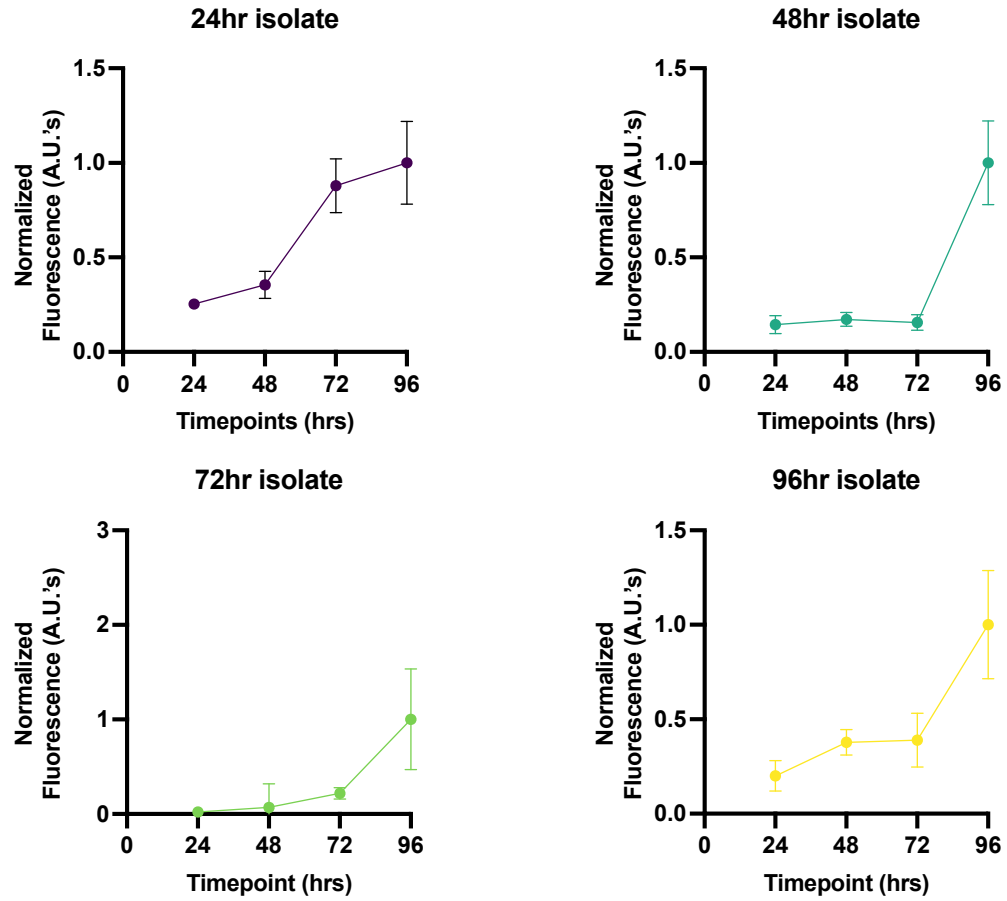 24hr isolate
Normalized
Fluorescence (A.U.'s)
1.5
1.0
0.5
0.0
0 24 48 72 96
Timepoints (hrs)
48hr isolate
Normalized
Fluorescence (A.U.'s)
1.5
1.0
0.5
0.0
0 24 48 72 96
Timepoints (hrs)
72hr isolate
Normalized
Fluorescence (A.U.'s)
3
2
1
0
0 24 48 72 96
Timepoint (hrs)
96hr isolate
Normalized
Fluorescence (A.U.'s)
1.5
1.0
0.5
0.0
0 24 48 72 96
Timepoint (hrs)